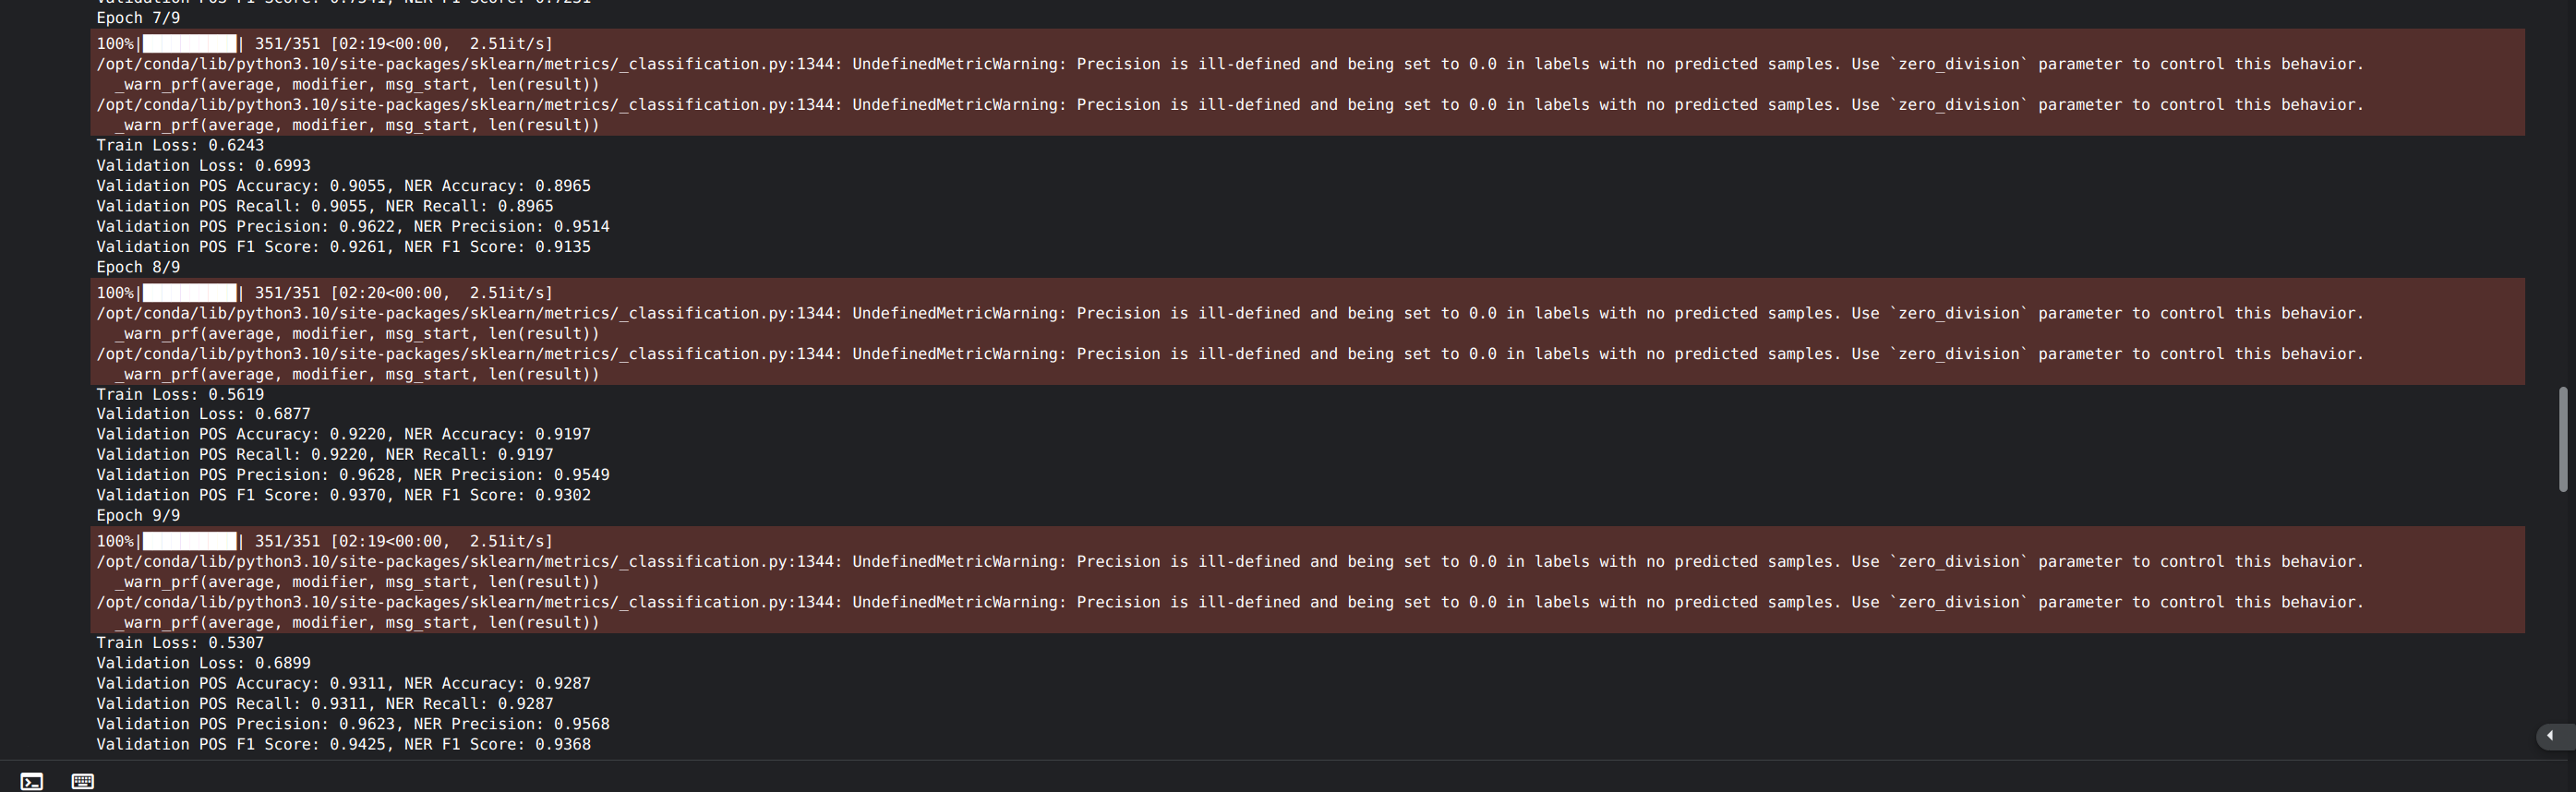 Validation POS F1 Score: 0.7541, NER F1 Score: 0.7251
Epoch 7/9
100%|██████████| 351/351 [02:19<00:00,  2.51it/s]
/opt/conda/lib/python3.10/site-packages/sklearn/metrics/_classification.py:1344: UndefinedMetricWarning: Precision is ill-defined and being set to 0.0 in labels with no predicted samples. Use `zero_division` parameter to control this behavior.
  _warn_prf(average, modifier, msg_start, len(result))
/opt/conda/lib/python3.10/site-packages/sklearn/metrics/_classification.py:1344: UndefinedMetricWarning: Precision is ill-defined and being set to 0.0 in labels with no predicted samples. Use `zero_division` parameter to control this behavior.
  _warn_prf(average, modifier, msg_start, len(result))
Train Loss: 0.6243
Validation Loss: 0.6993
Validation POS Accuracy: 0.9055, NER Accuracy: 0.8965
Validation POS Recall: 0.9055, NER Recall: 0.8965
Validation POS Precision: 0.9622, NER Precision: 0.9514
Validation POS F1 Score: 0.9261, NER F1 Score: 0.9135
Epoch 8/9
100%|██████████| 351/351 [02:20<00:00,  2.51it/s]
/opt/conda/lib/python3.10/site-packages/sklearn/metrics/_classification.py:1344: UndefinedMetricWarning: Precision is ill-defined and being set to 0.0 in labels with no predicted samples. Use `zero_division` parameter to control this behavior.
  _warn_prf(average, modifier, msg_start, len(result))
/opt/conda/lib/python3.10/site-packages/sklearn/metrics/_classification.py:1344: UndefinedMetricWarning: Precision is ill-defined and being set to 0.0 in labels with no predicted samples. Use `zero_division` parameter to control this behavior.
  _warn_prf(average, modifier, msg_start, len(result))
Train Loss: 0.5619
Validation Loss: 0.6877
Validation POS Accuracy: 0.9220, NER Accuracy: 0.9197
Validation POS Recall: 0.9220, NER Recall: 0.9197
Validation POS Precision: 0.9628, NER Precision: 0.9549
Validation POS F1 Score: 0.9370, NER F1 Score: 0.9302
Epoch 9/9
100%|██████████| 351/351 [02:19<00:00,  2.51it/s]
/opt/conda/lib/python3.10/site-packages/sklearn/metrics/_classification.py:1344: UndefinedMetricWarning: Precision is ill-defined and being set to 0.0 in labels with no predicted samples. Use `zero_division` parameter to control this behavior.
  _warn_prf(average, modifier, msg_start, len(result))
/opt/conda/lib/python3.10/site-packages/sklearn/metrics/_classification.py:1344: UndefinedMetricWarning: Precision is ill-defined and being set to 0.0 in labels with no predicted samples. Use `zero_division` parameter to control this behavior.
  _warn_prf(average, modifier, msg_start, len(result))
Train Loss: 0.5307
Validation Loss: 0.6899
Validation POS Accuracy: 0.9311, NER Accuracy: 0.9287
Validation POS Recall: 0.9311, NER Recall: 0.9287
Validation POS Precision: 0.9623, NER Precision: 0.9568
Validation POS F1 Score: 0.9425, NER F1 Score: 0.9368